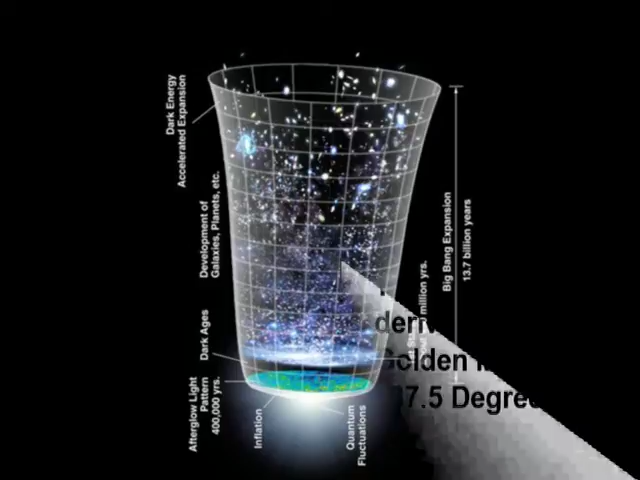 Dark Energy
Accelerated Expansion
Development of
Galaxies, Planets, etc.
Dark Ages
Afterglow Light
Pattern
400,000 yrs.
Inflation
Quantum
Fluctuations
million yrs.
Big Bang Expansion
13.7 billion years
7.5